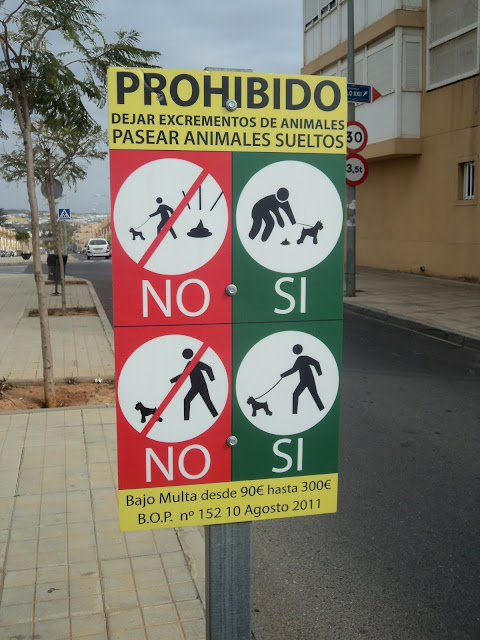 PROHIBIDO
DEJAR EXCREMENTOS DE ANIMALES
PASEAR ANIMALES SUELTOS
NO SI
NO SI
Bajo Multa desde 90€ hasta 300€
B.O.P. nº 152 10 Agosto 2011
30
3,5t
XXIII